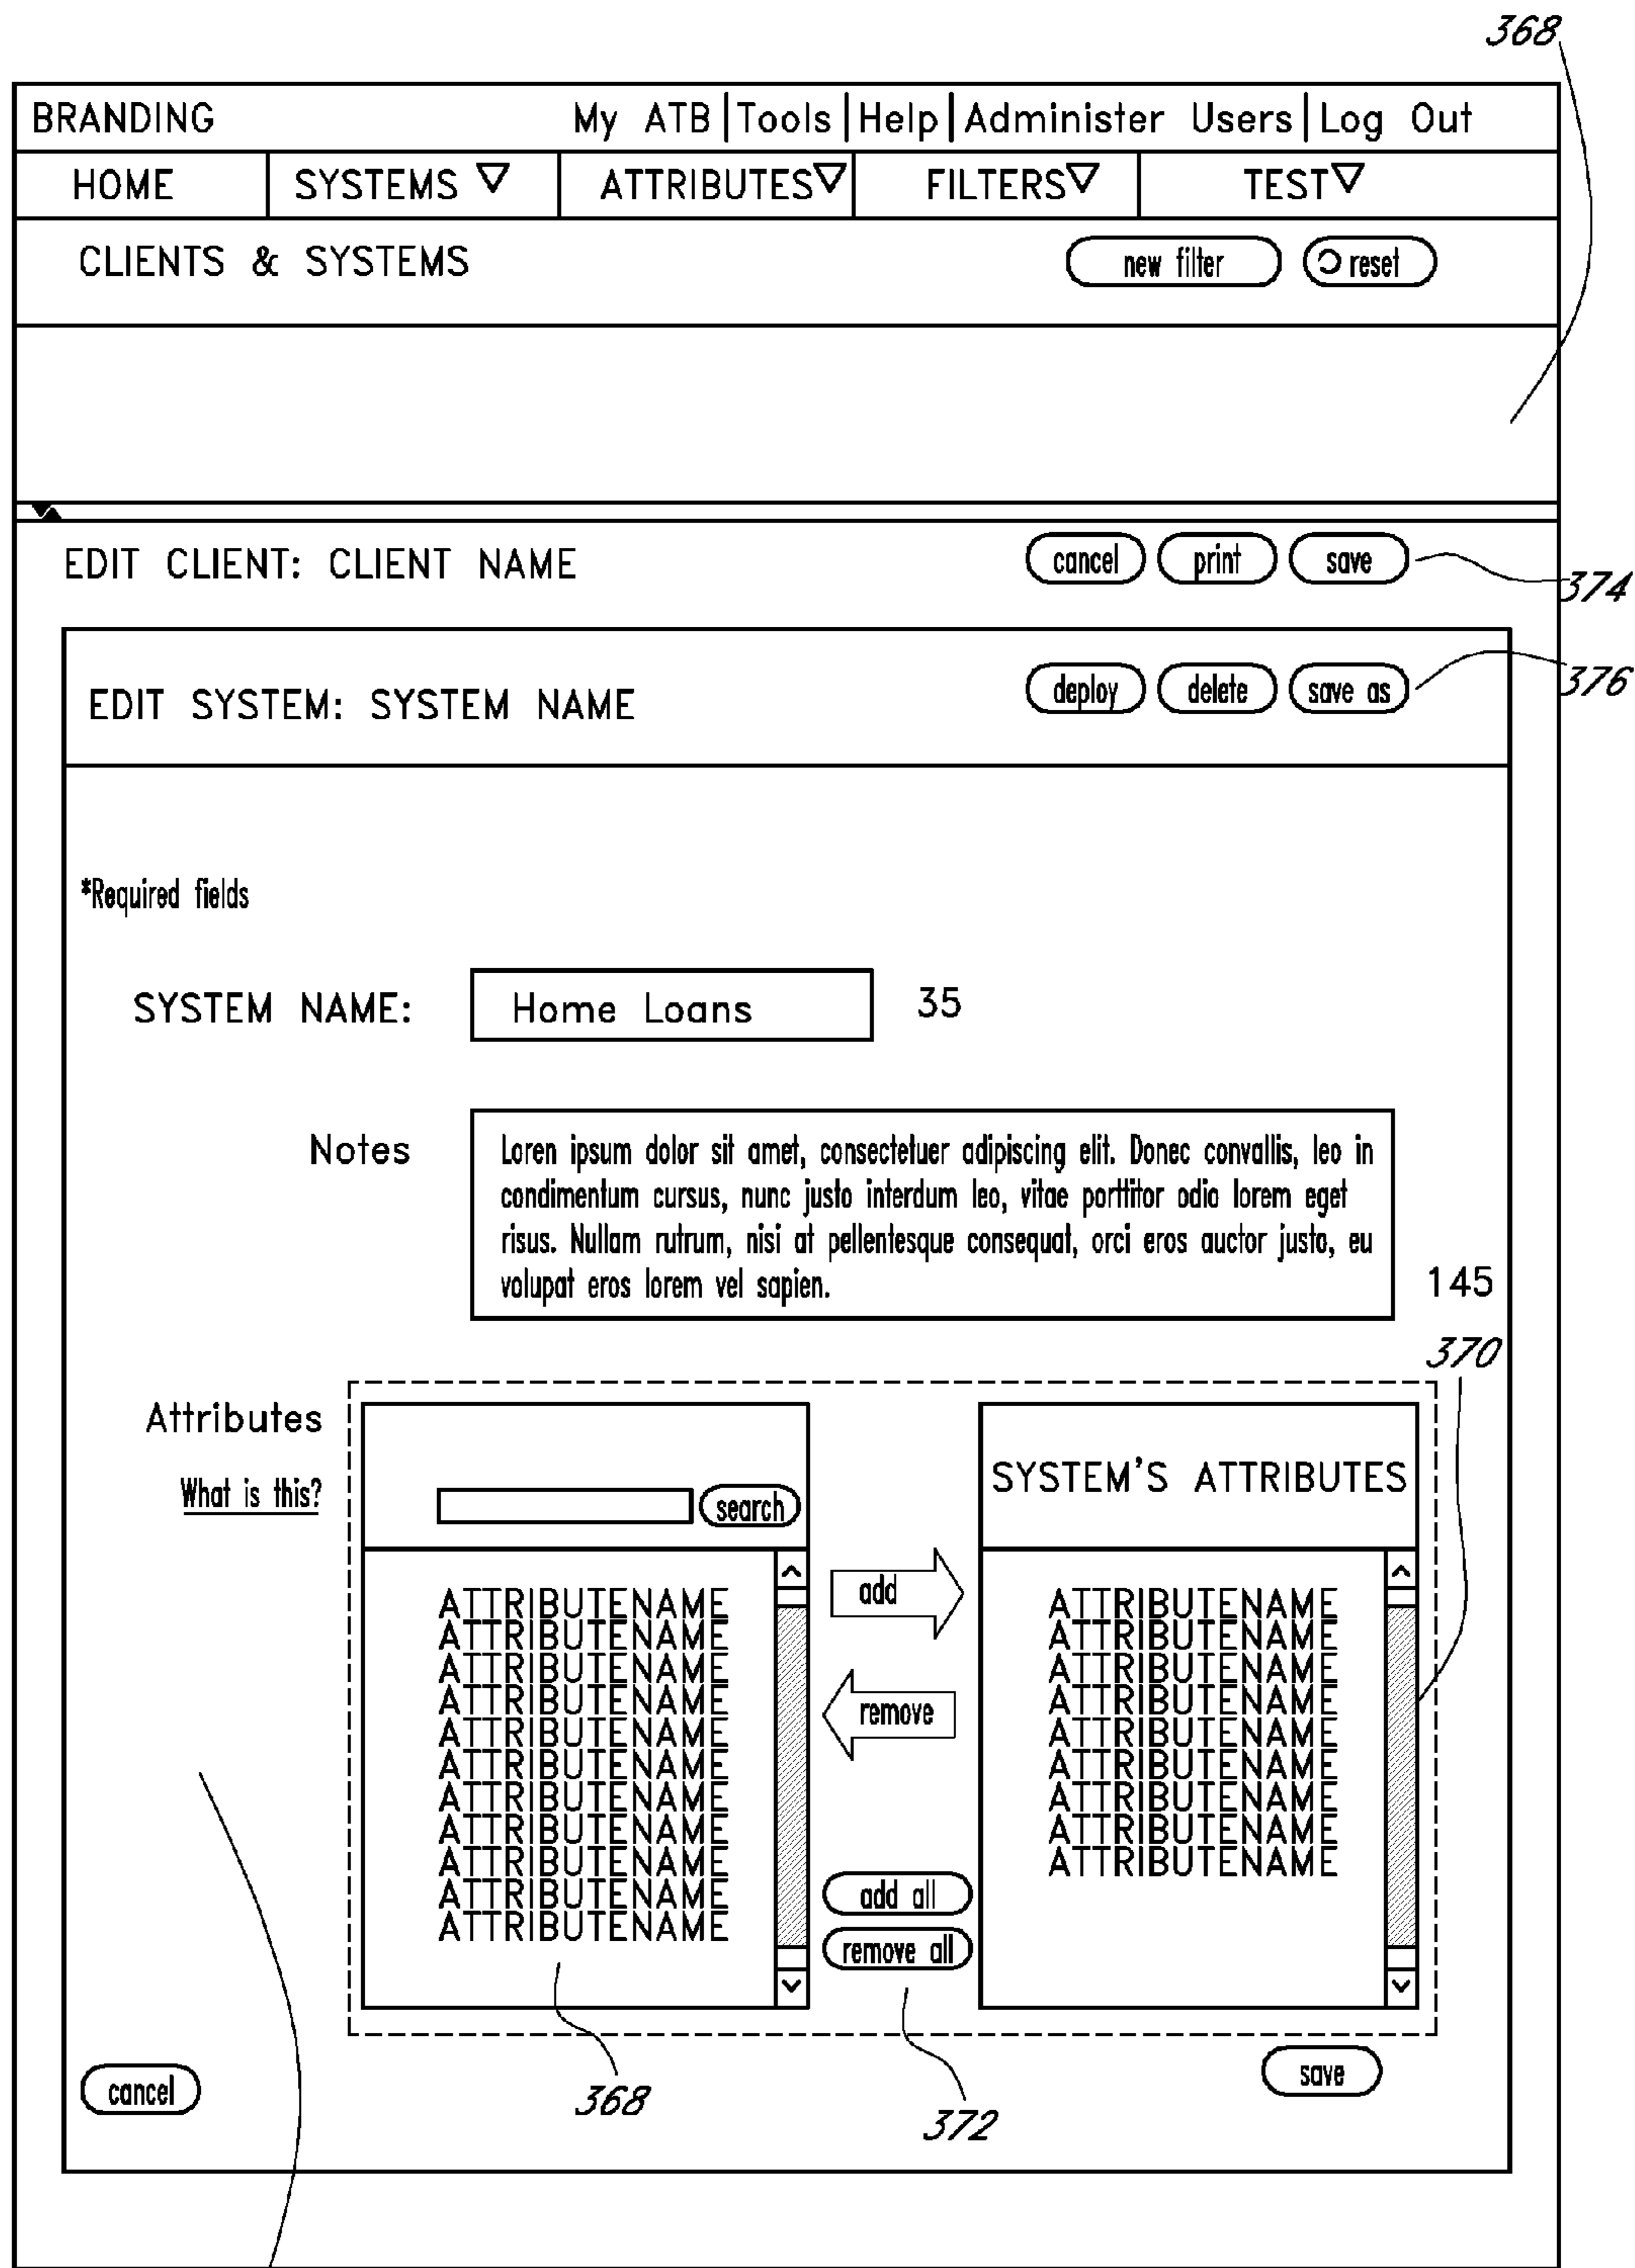 368
BRANDING My ATB|Tools|Help|Administer Users|Log Out
HOME SYSTEMS ▽ ATTRIBUTES▽ FILTERS▽ TEST▽
CLIENTS & SYSTEMS new filter reset
EDIT CLIENT: CLIENT NAME cancel print save
374
EDIT SYSTEM: SYSTEM NAME deploy delete save as
376
*Required fields
SYSTEM NAME: Home Loans 35
Notes
Loren ipsum dolor sit amet, consectetuer adipiscing elit. Donec convallis, leo in
condimentum cursus, nunc justo interdum leo, vitae porttitor odio lorem eget
risus. Nullam rutrum, nisi at pellentesque consequat, orci eros auctor justo, eu
volupat eros lorem vel sapien.
145
370
Attributes
What is this?
search
SYSTEM'S ATTRIBUTES
ATTRIBUTENAME
ATTRIBUTENAME
ATTRIBUTENAME
ATTRIBUTENAME
ATTRIBUTENAME
ATTRIBUTENAME
ATTRIBUTENAME
ATTRIBUTENAME
ATTRIBUTENAME
ATTRIBUTENAME
ATTRIBUTENAME
add
remove
add all
remove all
ATTRIBUTENAME
ATTRIBUTENAME
ATTRIBUTENAME
ATTRIBUTENAME
ATTRIBUTENAME
ATTRIBUTENAME
ATTRIBUTENAME
ATTRIBUTENAME
ATTRIBUTENAME
cancel
368
372
save